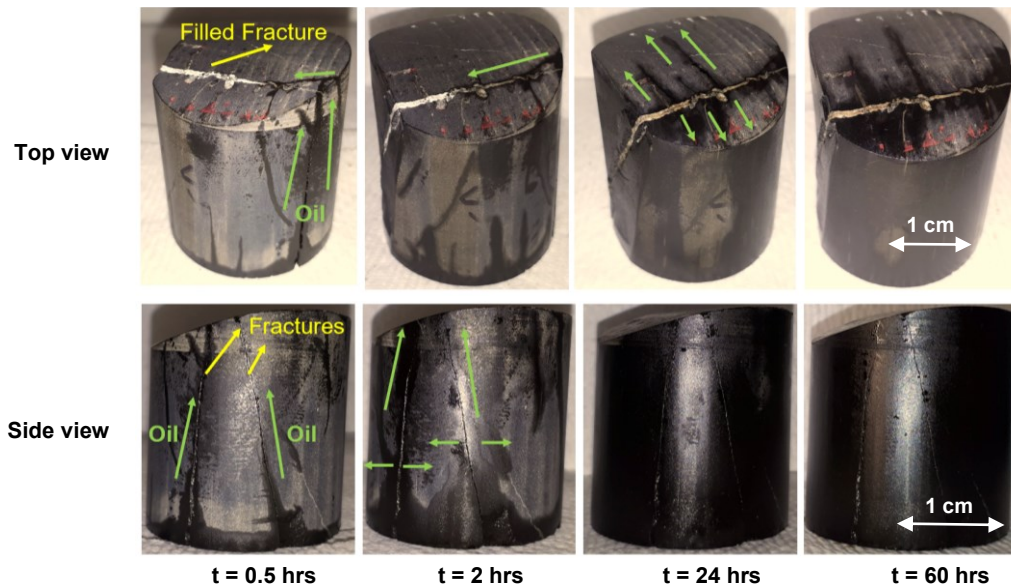 Filled Fracture
Top view
Oil
1 cm
Fractures
Side view
Oil
Oil
1 cm
t = 0.5 hrs
t = 2 hrs
t = 24 hrs
t = 60 hrs